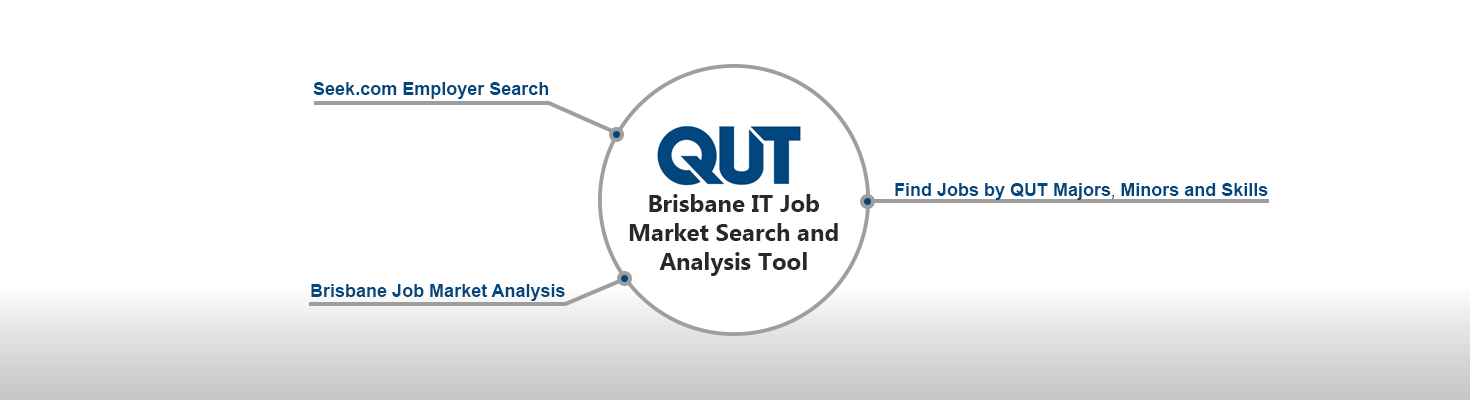 Seek.com Employer Search
QUT
Brisbane IT Job
Market Search and
Analysis Tool
Find Jobs by QUT Majors, Minors and Skills
Brisbane Job Market Analysis